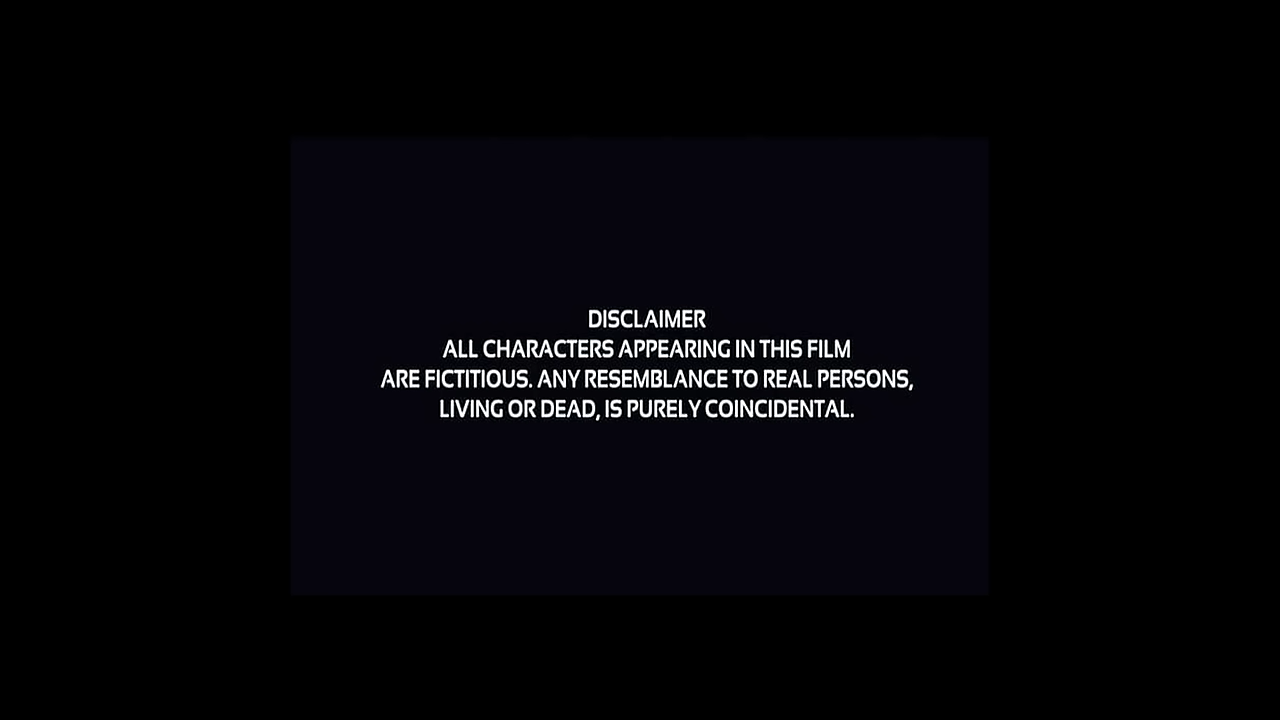 DISCLAIMER
ALL CHARACTERS APPEARING IN THIS FILM
ARE FICTITIOUS. ANY RESEMBLANCE TO REAL PERSONS,
LIVING OR DEAD, IS PURELY COINCIDENTAL.